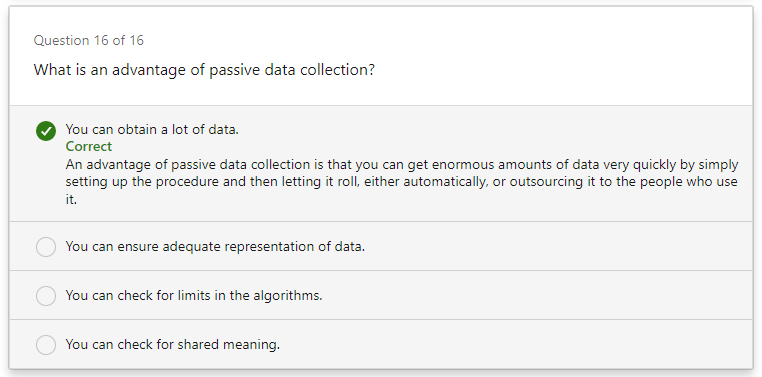 Question 16 of 16
What is an advantage of passive data collection?
You can obtain a lot of data.
Correct
An advantage of passive data collection is that you can get enormous amounts of data very quickly by simply
setting up the procedure and then letting it roll, either automatically, or outsourcing it to the people who use
it.
You can ensure adequate representation of data.
You can check for limits in the algorithms.
You can check for shared meaning.